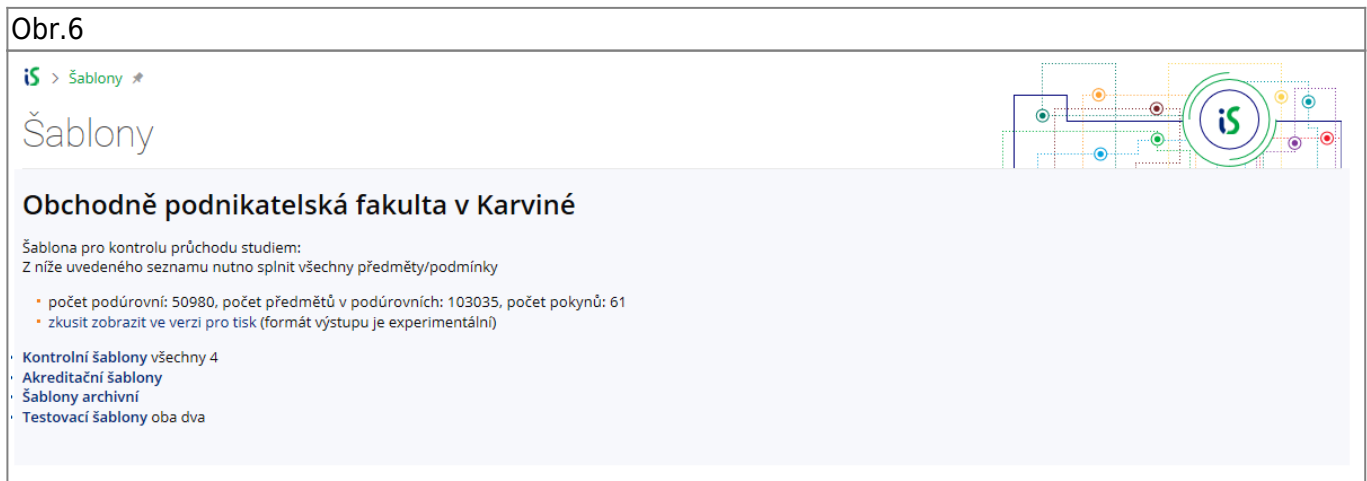 Obr.6
iS > Šablony
Šablony
iS
Obchodně podnikatelská fakulta v Karviné
Šablona pro kontrolu průchodu studiem:
Z níže uvedeného seznamu nutno splnit všechny předměty/podmínky
počet podúrovní: 50980, počet předmětů v podúrovních: 103035, počet pokynů: 61
zkusit zobrazit ve verzi pro tisk (formát výstupu je experimentální)
Kontrolní šablony všechny 4
Akreditační šablony
Šablony archivní
Testovací šablony oba dva